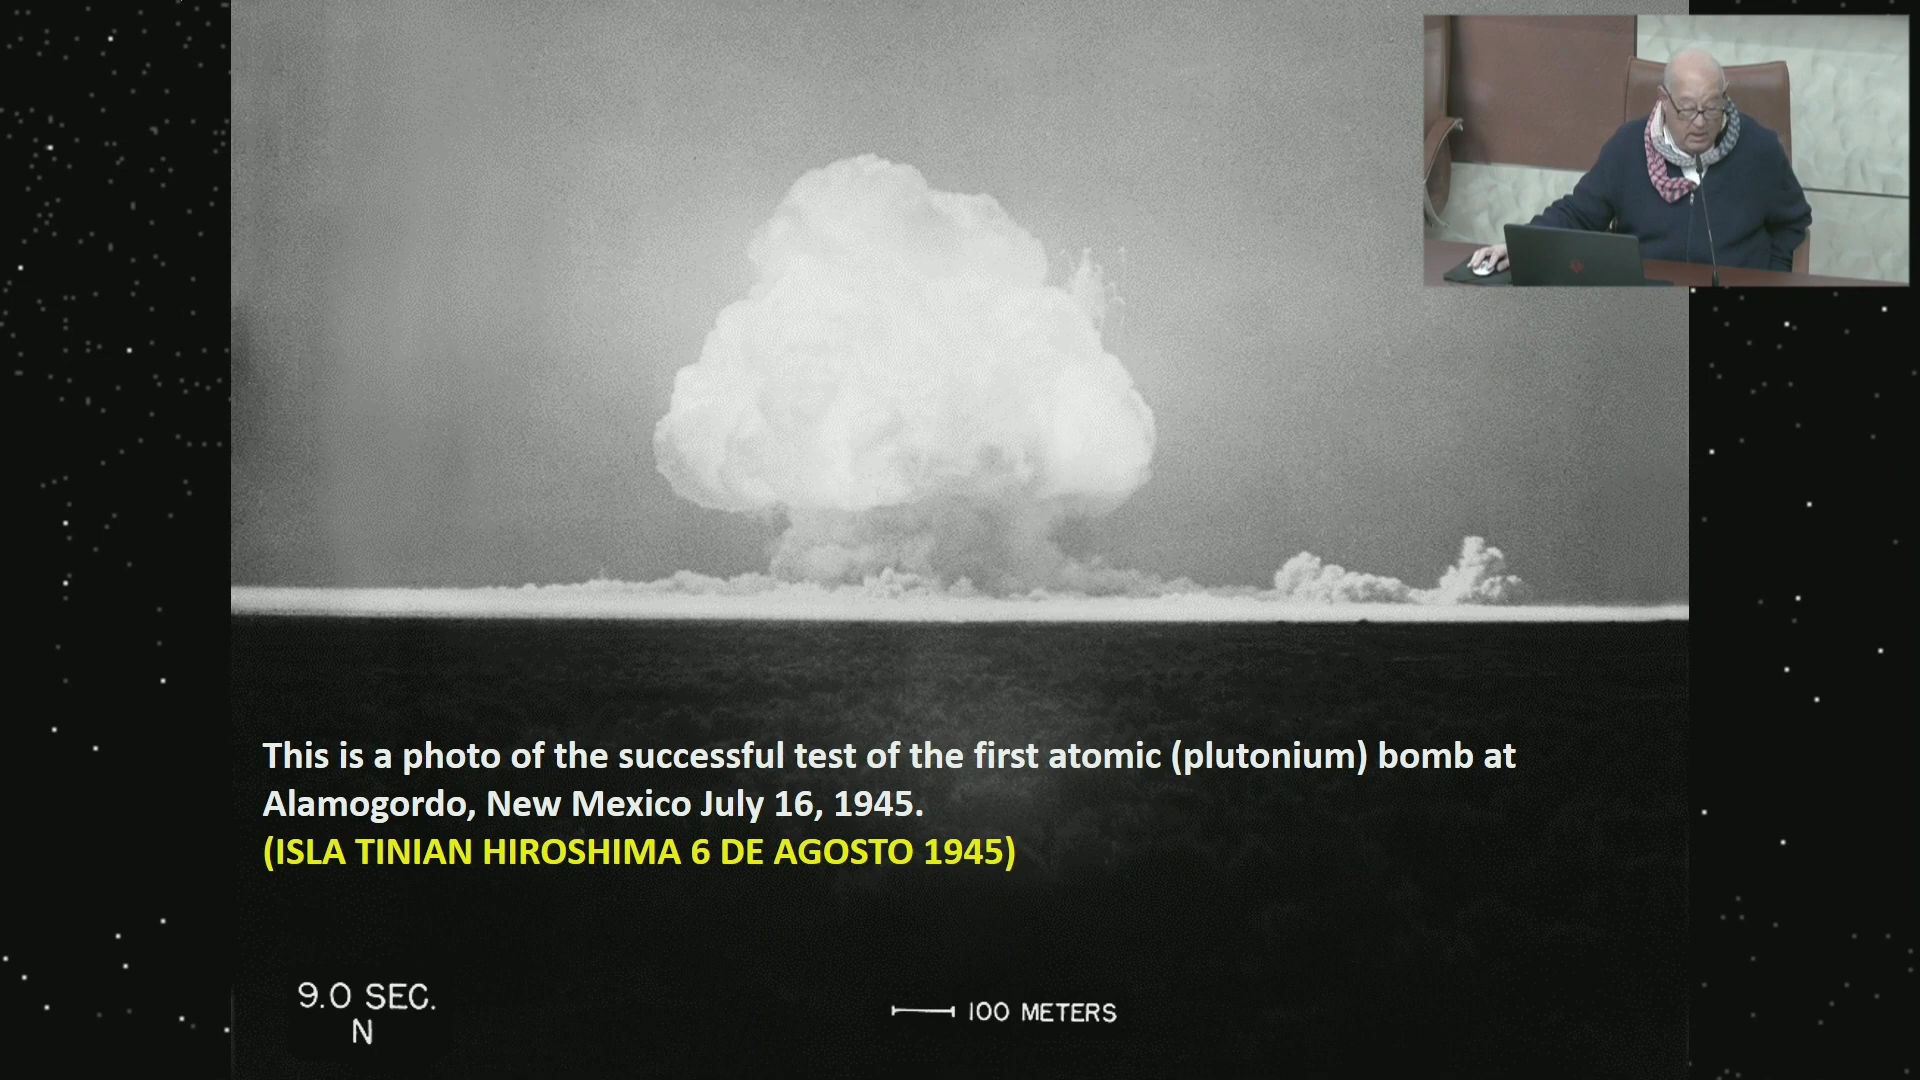 This is a photo of the successful test of the first atomic (plutonium) bomb at
Alamogordo, New Mexico July 16, 1945.
(ISLA TINIAN HIROSHIMA 6 DE AGOSTO 1945)
9.0 SEC.
N
100 METERS